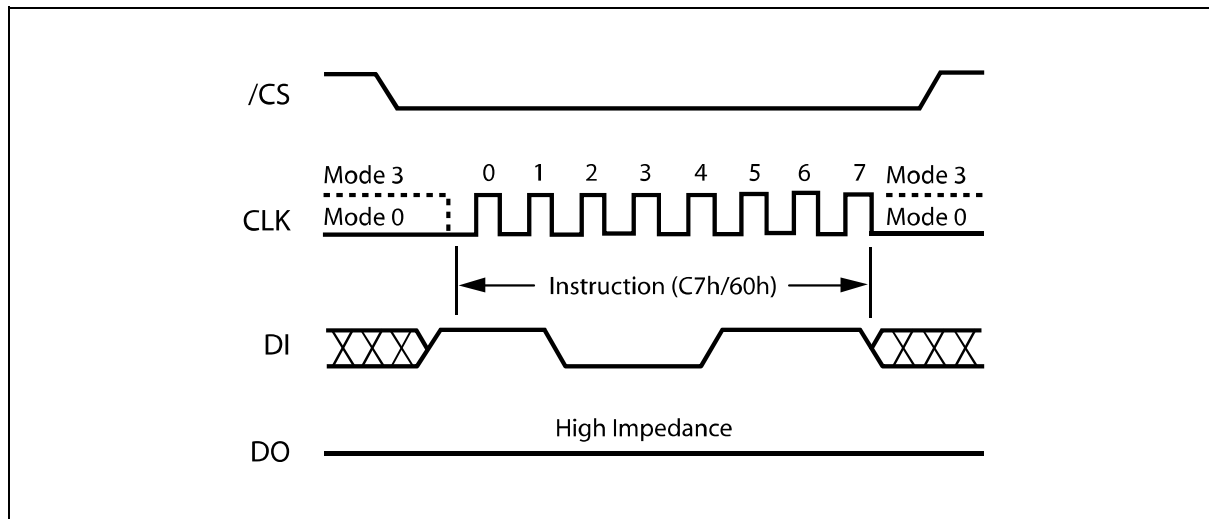 /CS
Mode 3 0 1 2 3 4 5 6 7 Mode 3
CLK Mode 0 Mode 0
Instruction (C7h/60h)
DI
High Impedance
DO